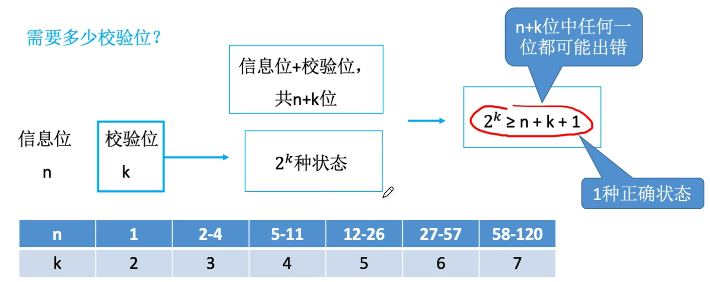 需要多少校验位？
n+k位中任何一
位都可能出错
信息位+校验位，
共n+k位
2^k ≥ n + k + 1
信息位
n
校验位
k
2^k种状态
1种正确状态
n 1 2-4 5-11 12-26 27-57 58-120
k 2 3 4 5 6 7